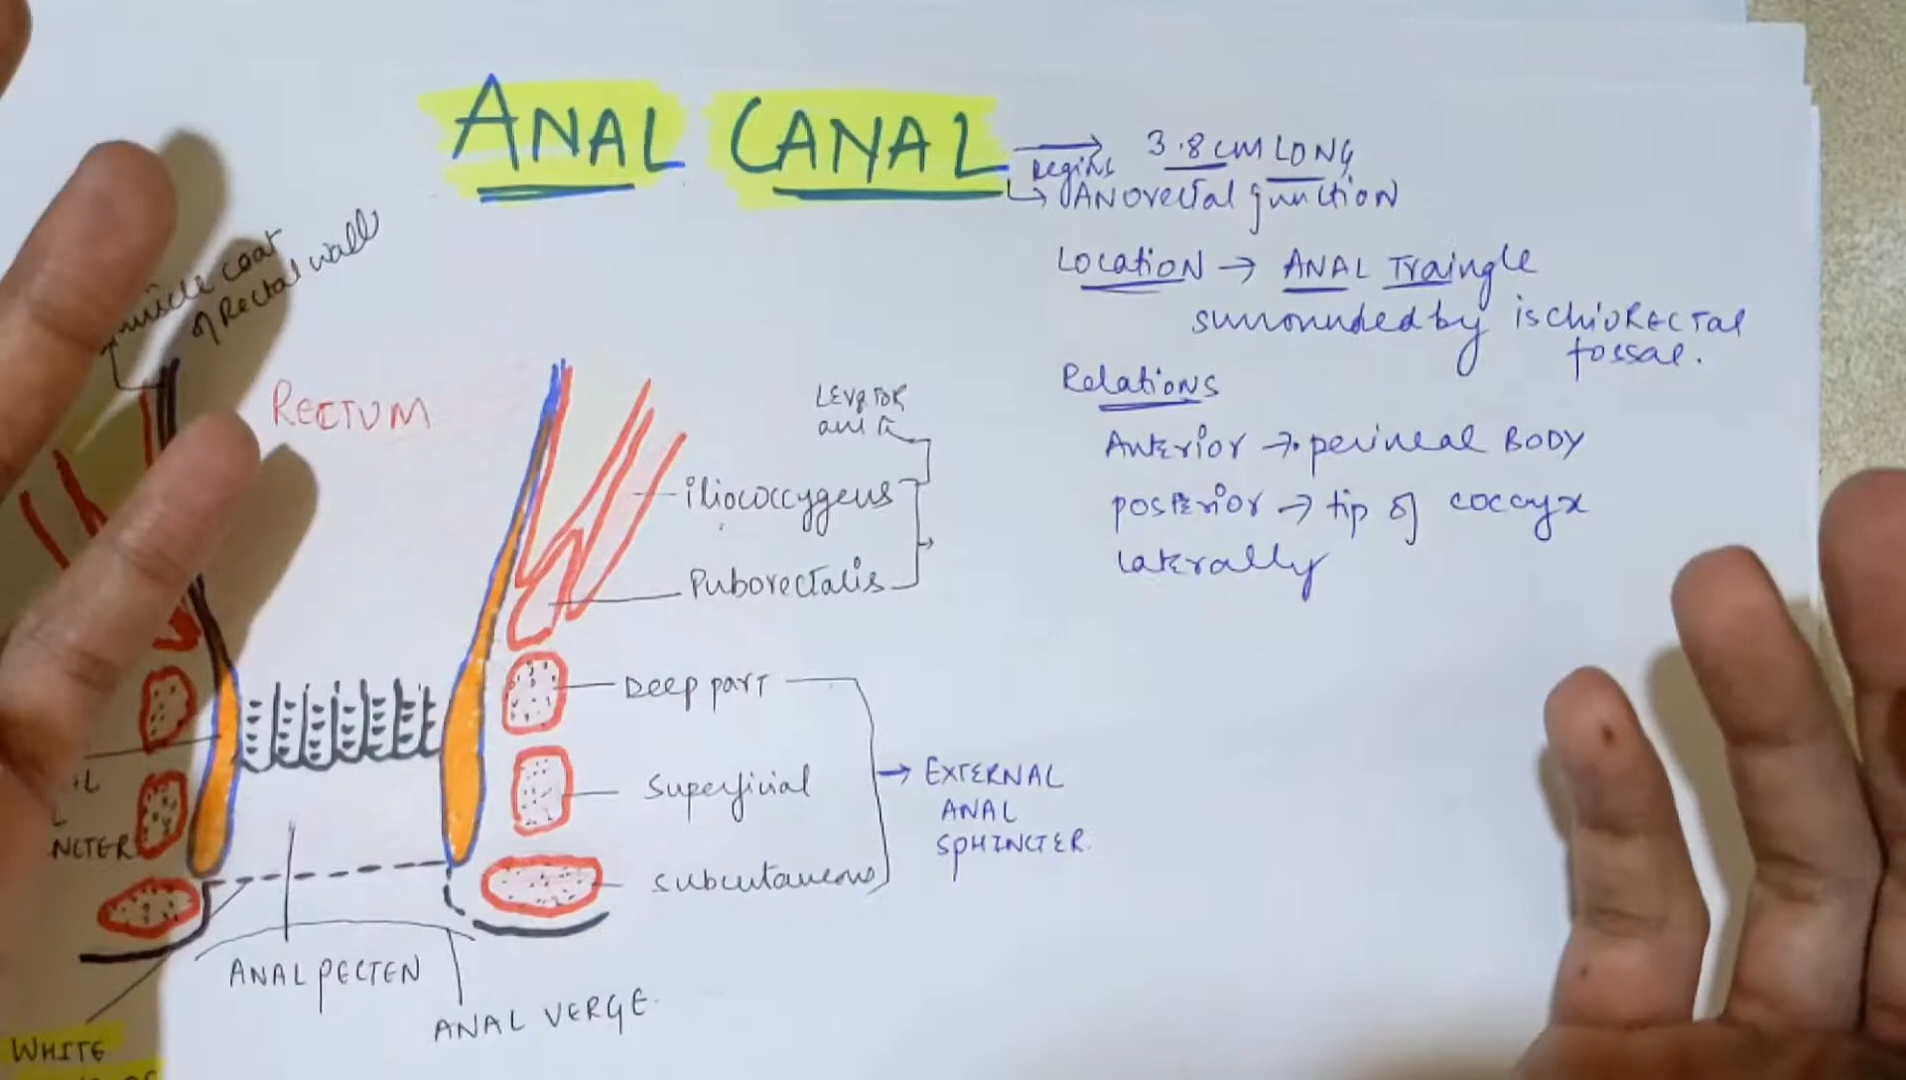 ANAL CANAL
3.8 CM LONG
Begins
ANOrectal junction
Location → ANAL Traingle
surrounded by ischioRECTal
fossae.
Relations
Anterior → perineal BODY
posterior → tip of coccyx
laterally
muscle coat
of Rectal wall
RECTUM
LEVATOR
ani
iliococcygeus
Puborectalis
Deep part
Superficial
subcutaneous
EXTERNAL
ANAL
SPHINCTER.
ANAL PECTEN
ANAL VERGE.
WHITE